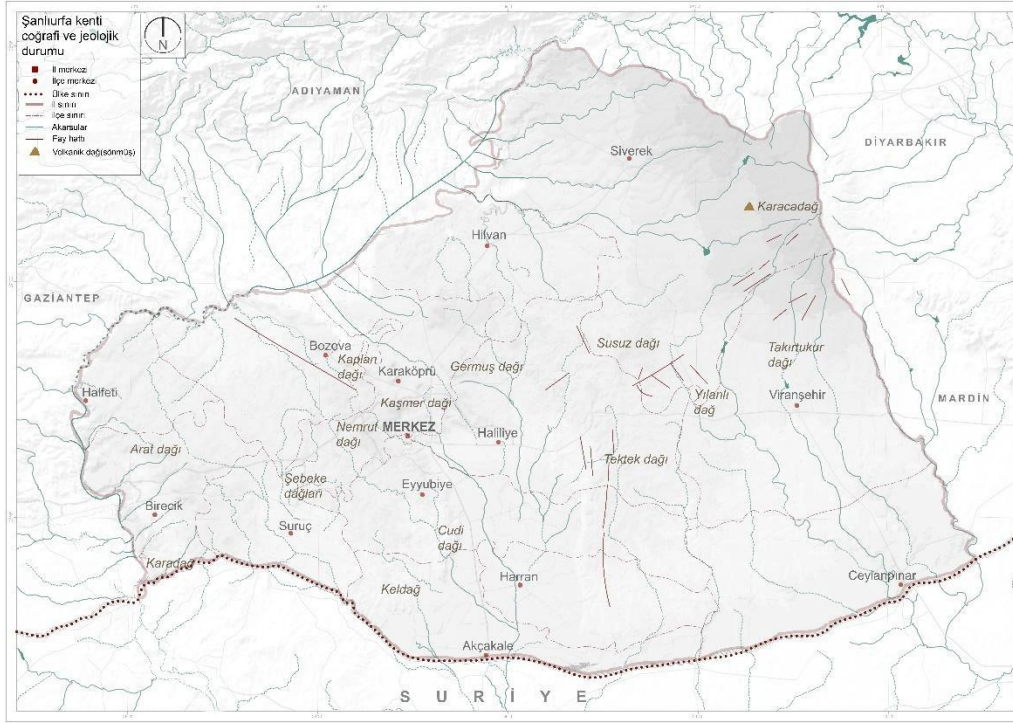 Şanlıurfa kenti
coğrafi ve jeolojik
durumu
N
İl merkezi
İlçe merkezi
Ülke sınırı
İl sınırı
İlçe sınırı
Akarsular
Fay hattı
Volkanik dağ(sönmüş)
ADIYAMAN
DİYARBAKIR
Siverek
Karacadağ
Hilvan
GAZİANTEP
Bozova
Kaplan
dağı
Karaköprü
Germuş dağı
Susuz dağı
Takırtukur
dağı
Halfeti
Kaşmer dağı
Yılanlı
dağ
Viranşehir
MARDİN
Nemrut
dağı
MERKEZ
Haliliye
Arat dağı
Tektek dağı
Şebeke
dağları
Eyyubiye
Birecik
Suruç
Cudi
dağı
Karadağ
Keldağ
Harran
Ceylanpınar
Akçakale
SURİYE